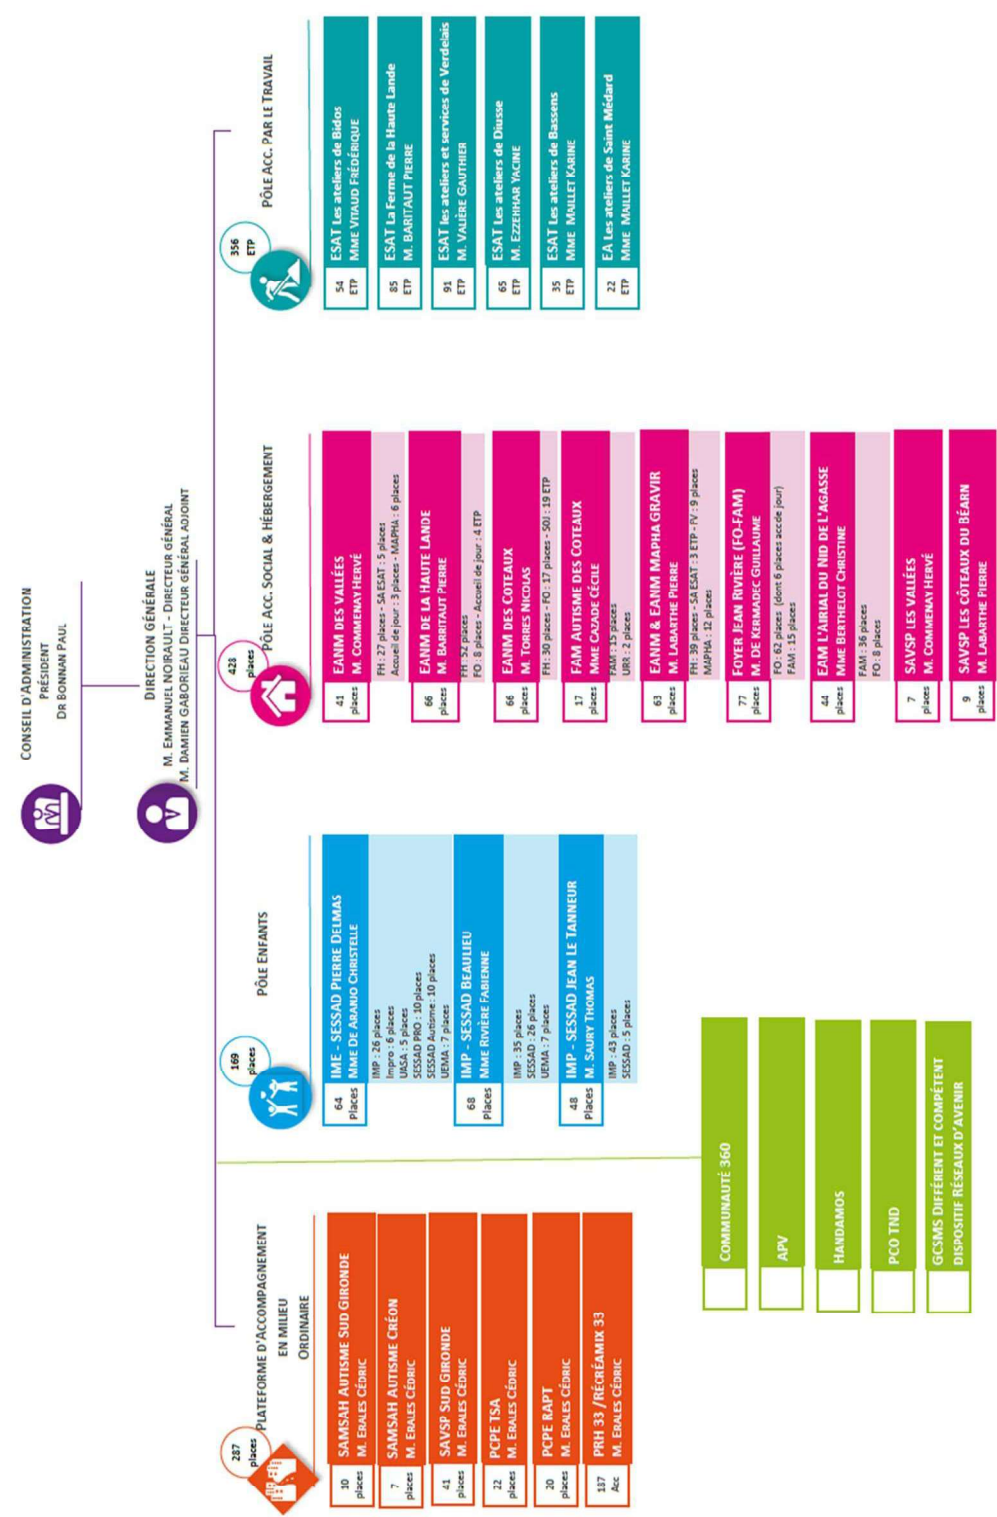 CONSEIL D'ADMINISTRATION
PRÉSIDENT
DR BONNAN PAUL
DIRECTION GÉNÉRALE
M. EMMANUEL NOIRAULT - DIRECTEUR GÉNÉRAL
M. DAMIEN GABORIEAU DIRECTEUR GÉNÉRAL ADJOINT
287
places
PLATEFORME D'ACCOMPAGNEMENT
EN MILIEU
ORDINAIRE
10
places
SAMSAH AUTISME SUD GIRONDE
M. ERALES CÉDRIC
7
places
SAMSAH AUTISME CRÉON
M. ERALES CÉDRIC
41
places
SAVSP SUD GIRONDE
M. ERALES CÉDRIC
22
places
PCPE TSA
M. ERALES CÉDRIC
20
places
PCPE RAPT
M. ERALES CÉDRIC
187
Acc
PRH 33 /RÉCRÉAMIX 33
M. ERALES CÉDRIC
COMMUNAUTÉ 360
APV
HANDAMOS
PCO TND
GCSMS DIFFÉRENT ET COMPÉTENT
DISPOSITIF RÉSEAUX D'AVENIR
169
places
PÔLE ENFANTS
64
Places
IME - SESSAD PIERRE DELMAS
MME DE ARANJO CHRISTELLE
IMP : 26 places
Impro : 6 places
UASA : 5 places
SESSAD PRO : 10 places
SESSAD Autisme : 10 places
UEMA : 7 places
68
Places
IMP - SESSAD BEAULIEU
MME RIVIÈRE FABIENNE
IMP : 35 places
SESSAD : 26 places
UEMA : 7 places
48
Places
IMP - SESSAD JEAN LE TANNEUR
M. SAURY THOMAS
IMP : 43 places
SESSAD : 5 places
428
places
PÔLE ACC. SOCIAL & HÉBERGEMENT
41
places
EANM DES VALLÉES
M. COMMENAY HERVÉ
FH : 27 places - SA ESAT : 5 places
Accueil de jour : 3 places - MAPHA : 6 places
66
places
EANM DE LA HAUTE LANDE
M. BARRITAUT PIERRE
FH : 52 places
FO : 8 places - Accueil de jour : 4 ETP
66
places
EANM DES COTEAUX
M. TORRES NICOLAS
FH : 30 places - FO : 17 places - SOJ : 19 ETP
17
places
FAM AUTISME DES COTEAUX
MME CAZADE CÉCILE
FAM : 15 places
URR : 2 places
63
places
EANM & EANM MAPHA GRAVIR
M. LABARTHE PIERRE
FH : 39 places - SA ESAT : 3 ETP - FV : 9 places
MAPHA : 12 places
77
places
FOYER JEAN RIVIÈRE (FO-FAM)
M. DE KERMADEC GUILLAUME
FO: 62 places (dont 6 places accde jour)
FAM : 15 places
44
places
EAM L'AIRIAL DU NID DE L'AGASSE
MME BERTHELOT CHRISTINE
FAM : 36 places
FO: 8 places
7
places
SAVSP LES VALLÉES
M. COMMENAY HERVÉ
9
places
SAVSP LES CÔTEAUX DU BÉARN
M. LABARTHE PIERRE
356
ETP
PÔLE ACC. PAR LE TRAVAIL
54
ETP
ESAT Les ateliers de Bidos
MME VITAUD FRÉDÉRIQUE
85
ETP
ESAT La Ferme de la Haute Lande
M. BARITAUT PIERRE
91
ETP
ESAT les ateliers et services de Verdelais
M. VALIÈRE GAUTHIER
65
ETP
ESAT Les ateliers de Diusse
M. EZZEHHAR YACINE
35
ETP
ESAT Les ateliers de Bassens
MME MAILLET KARINE
22
ETP
EA Les ateliers de Saint Médard
MME MAILLET KARINE